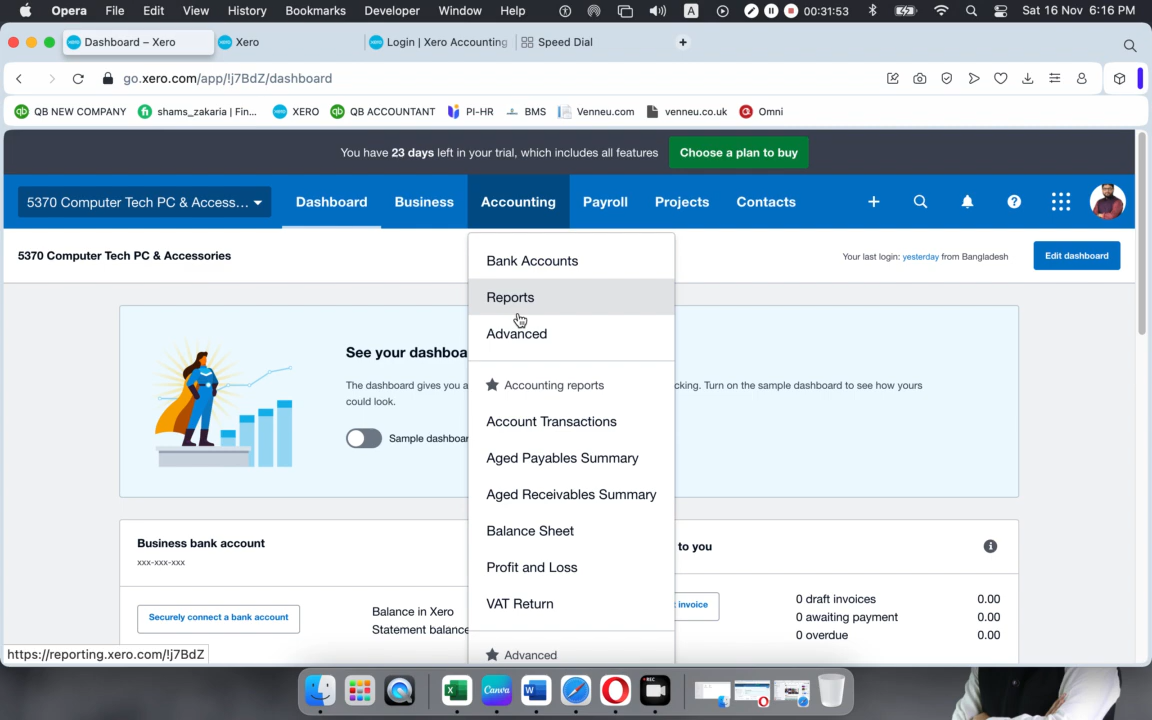 Opera File Edit View History Bookmarks Developer Window Help A 00:31:53 Sat 16 Nov 6:16 PM
Dashboard – Xero Xero Login | Xero Accounting Speed Dial +
go.xero.com/app/!j7BdZ/dashboard
QB NEW COMPANY shams_zakaria | Fin... XERO QB ACCOUNTANT PI-HR BMS Venneu.com venneu.co.uk Omni
You have 23 days left in your trial, which includes all features Choose a plan to buy
5370 Computer Tech PC & Access... Dashboard Business Accounting Payroll Projects Contacts
5370 Computer Tech PC & Accessories Your last login: yesterday from Bangladesh Edit dashboard
Bank Accounts
Reports
Advanced
Accounting reports
Account Transactions
Aged Payables Summary
Aged Receivables Summary
Balance Sheet
Profit and Loss
VAT Return
Advanced
See your dashboa
The dashboard gives you a cking. Turn on the sample dashboard to see how yours
could look.
Sample dashboar
Business bank account
xxx-xxx-xxx
Securely connect a bank account
Balance in Xero
Statement balance
to you
invoice
0 draft invoices 0.00
0 awaiting payment 0.00
0 overdue 0.00
https://reporting.xero.com/!j7BdZ
Canva
W
REC